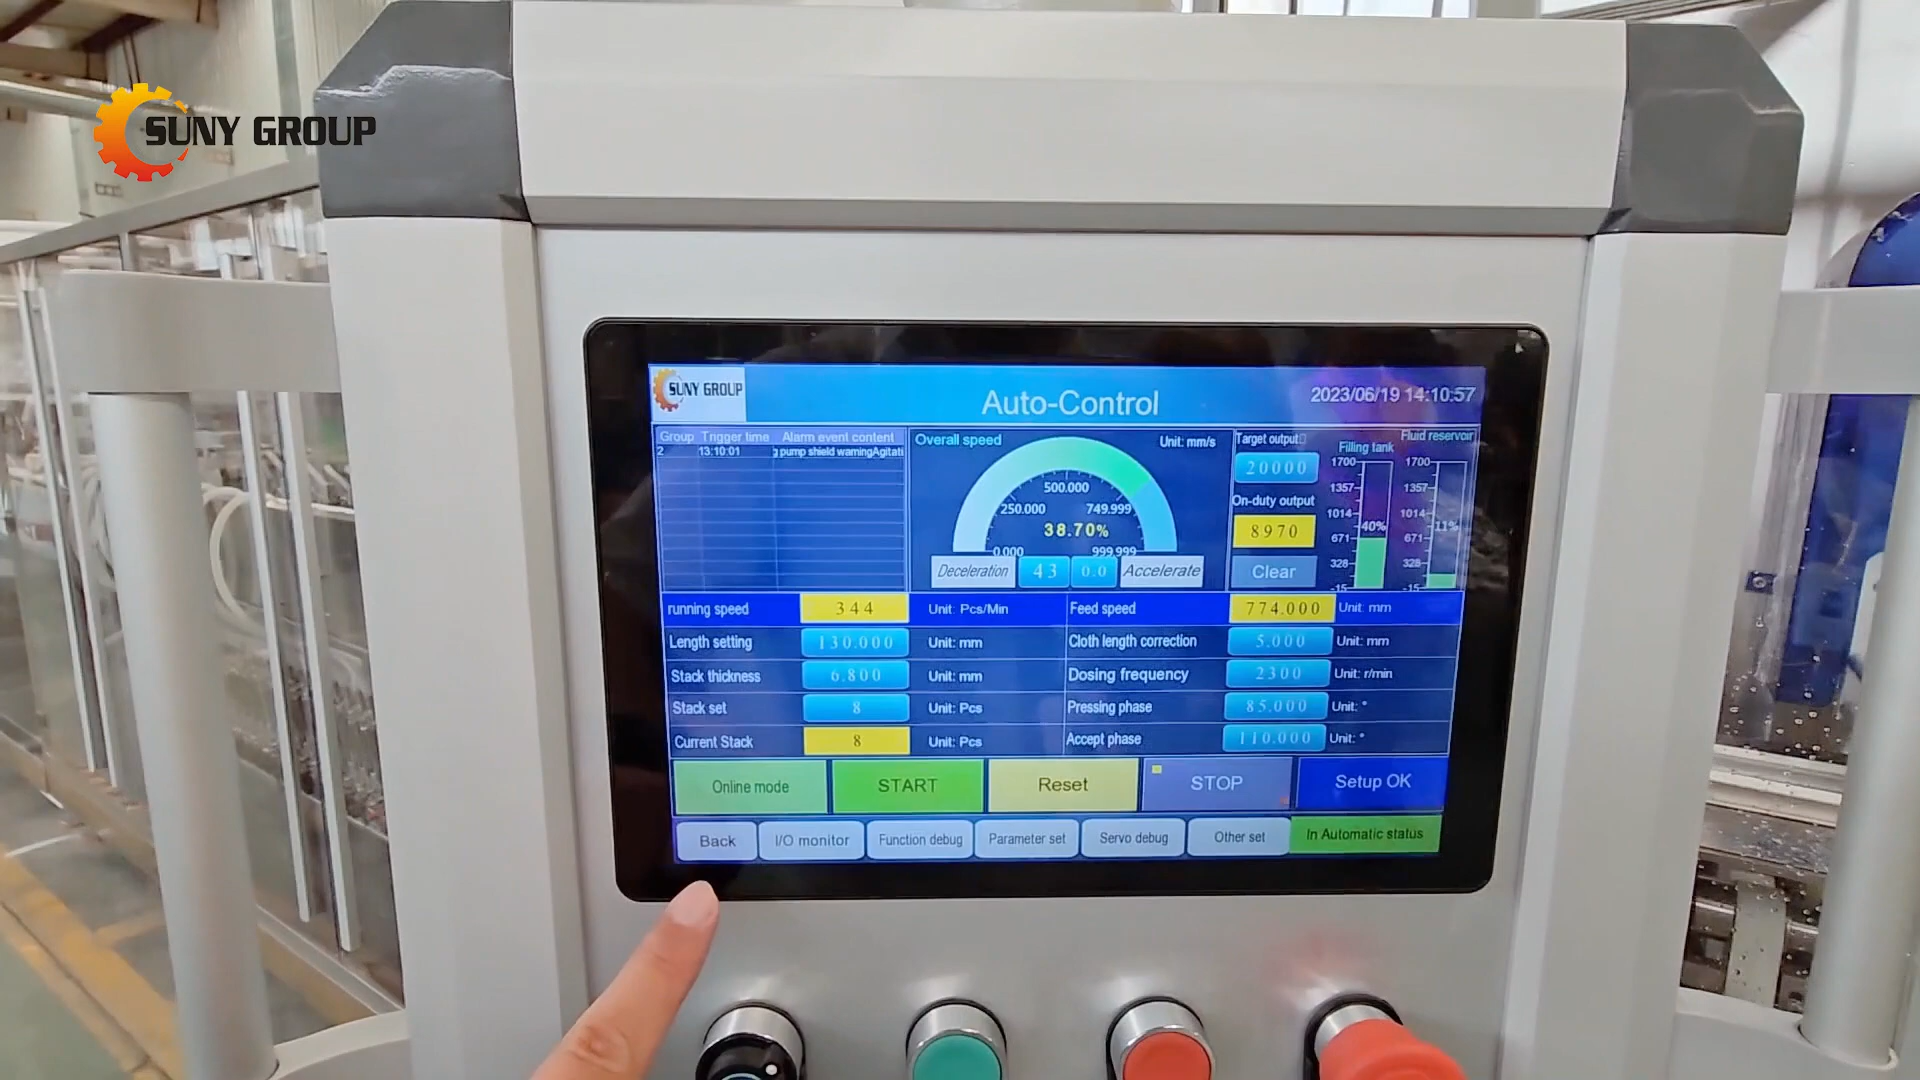 SUNY GROUP
SUNY GROUP
Auto-Control
2023/06/19 14:10:57
Group Trigger time Alarm event content
2 13:10:01 g pump shield warningAgitati
Overall speed
Unit: mm/s
500.000
250.000 749.999
38.70%
0.000 999.999
Deceleration 43 0.0 Accelerate
Target output
20000
On-duty output
8970
Clear
Filling tank
1700
1357
1014
671
328
-15
40%
Fluid reservoir
1700
1357
1014
671
328
-15
11%
running speed 344 Unit: Pcs/Min
Feed speed 774.000 Unit: mm
Length setting 130.000 Unit: mm
Cloth length correction 5.000 Unit: mm
Stack thickness 6.800 Unit: mm
Dosing frequency 2300 Unit: r/min
Stack set 8 Unit: Pcs
Pressing phase 85.000 Unit: °
Current Stack 8 Unit: Pcs
Accept phase 110.000 Unit: °
Online mode START Reset STOP Setup OK
Back I/O monitor Function debug Parameter set Servo debug Other set In Automatic status